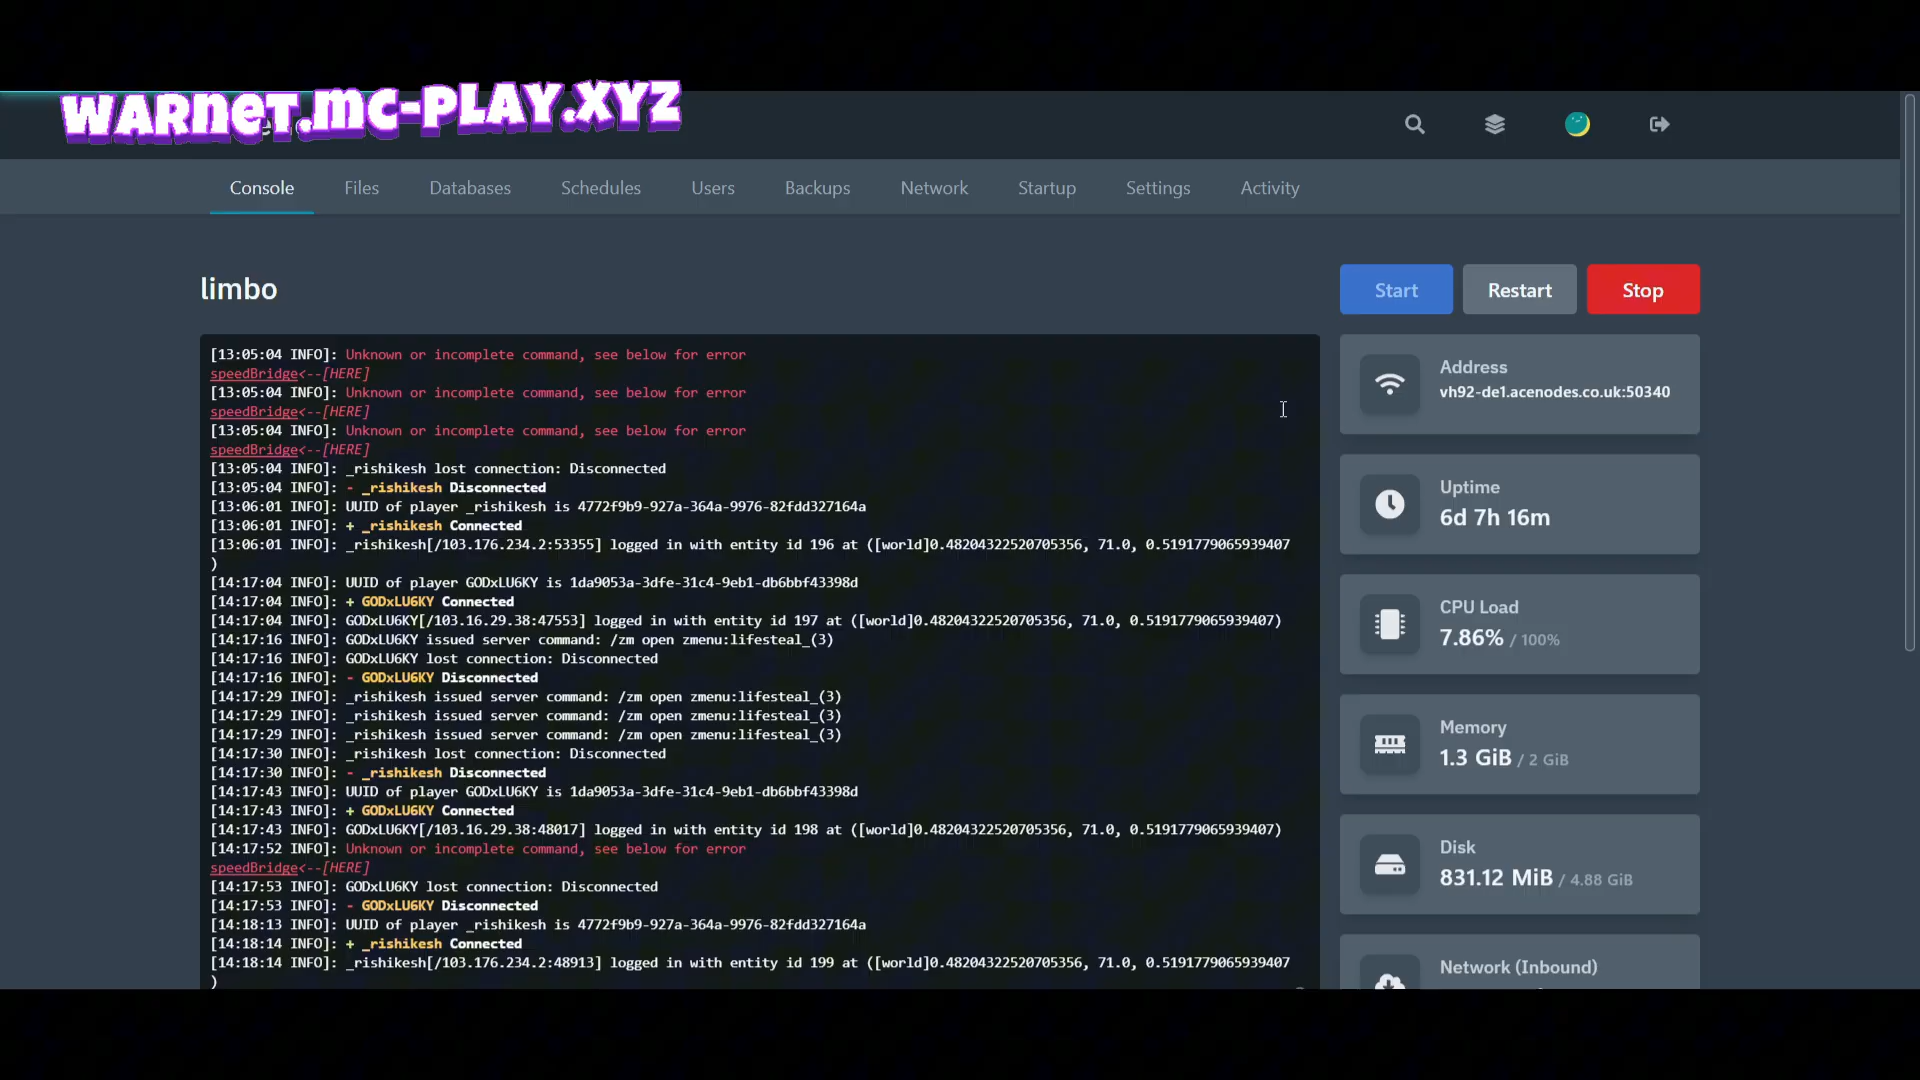 WARNET.MC-PLAY.XYZ
Console Files Databases Schedules Users Backups Network Startup Settings Activity
limbo
Start Restart Stop
[13:05:04 INFO]: Unknown or incomplete command, see below for error
speedBridge<--[HERE]
[13:05:04 INFO]: Unknown or incomplete command, see below for error
speedBridge<--[HERE]
[13:05:04 INFO]: Unknown or incomplete command, see below for error
speedBridge<--[HERE]
[13:05:04 INFO]: _rishikesh lost connection: Disconnected
[13:05:04 INFO]: - _rishikesh Disconnected
[13:06:01 INFO]: UUID of player _rishikesh is 4772f9b9-927a-364a-9976-82fdd327164a
[13:06:01 INFO]: + _rishikesh Connected
[13:06:01 INFO]: _rishikesh[/103.176.234.2:53355] logged in with entity id 196 at ([world]0.48204322520705356, 71.0, 0.5191779065939407
)
[14:17:04 INFO]: UUID of player GODxLU6KY is 1da9053a-3dfe-31c4-9eb1-db6bbf43398d
[14:17:04 INFO]: + GODxLU6KY Connected
[14:17:04 INFO]: GODxLU6KY[/103.16.29.38:47553] logged in with entity id 197 at ([world]0.48204322520705356, 71.0, 0.5191779065939407)
[14:17:16 INFO]: GODxLU6KY issued server command: /zm open zmenu:lifesteal_(3)
[14:17:16 INFO]: GODxLU6KY lost connection: Disconnected
[14:17:16 INFO]: - GODxLU6KY Disconnected
[14:17:29 INFO]: _rishikesh issued server command: /zm open zmenu:lifesteal_(3)
[14:17:29 INFO]: _rishikesh issued server command: /zm open zmenu:lifesteal_(3)
[14:17:29 INFO]: _rishikesh issued server command: /zm open zmenu:lifesteal_(3)
[14:17:30 INFO]: _rishikesh lost connection: Disconnected
[14:17:30 INFO]: - _rishikesh Disconnected
[14:17:43 INFO]: UUID of player GODxLU6KY is 1da9053a-3dfe-31c4-9eb1-db6bbf43398d
[14:17:43 INFO]: + GODxLU6KY Connected
[14:17:43 INFO]: GODxLU6KY[/103.16.29.38:48017] logged in with entity id 198 at ([world]0.48204322520705356, 71.0, 0.5191779065939407)
[14:17:52 INFO]: Unknown or incomplete command, see below for error
speedBridge<--[HERE]
[14:17:53 INFO]: GODxLU6KY lost connection: Disconnected
[14:17:53 INFO]: - GODxLU6KY Disconnected
[14:18:13 INFO]: UUID of player _rishikesh is 4772f9b9-927a-364a-9976-82fdd327164a
[14:18:14 INFO]: + _rishikesh Connected
[14:18:14 INFO]: _rishikesh[/103.176.234.2:48913] logged in with entity id 199 at ([world]0.48204322520705356, 71.0, 0.5191779065939407
)
Address
vh92-de1.acenodes.co.uk:50340
Uptime
6d 7h 16m
CPU Load
7.86% / 100%
Memory
1.3 GiB / 2 GiB
Disk
831.12 MiB / 4.88 GiB
Network (Inbound)